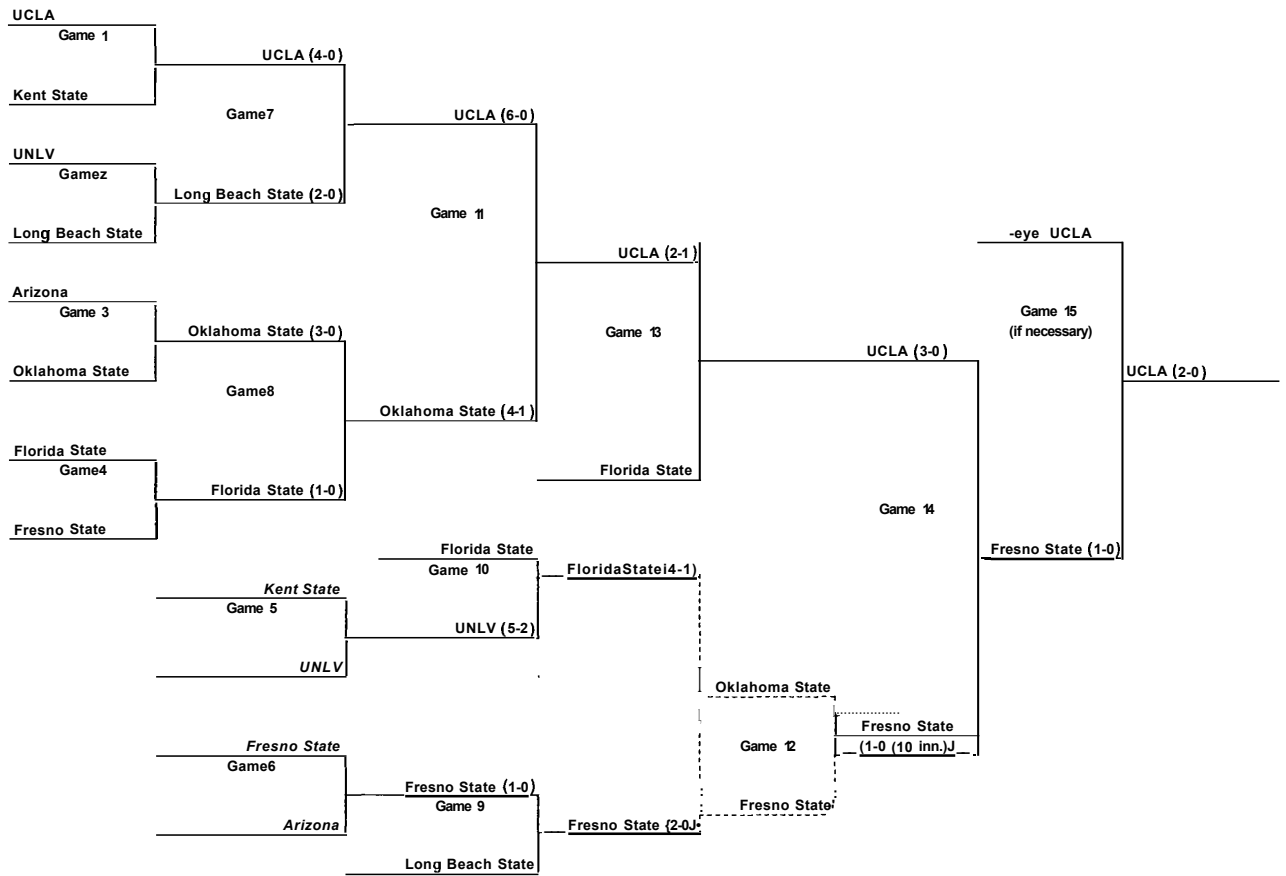 UCLA
Game 1
UCLA (4-0)
Kent State
Game7
UCLA (6-0)
UNLV
Gamez
Long Beach State (2-0)
Long Beach State
Game 11
UCLA (2-1)
-eye UCLA
Arizona
Game 3
Oklahoma State (3-0)
Game 13
Game 15
(if necessary)
UCLA (3-0)
Oklahoma State
UCLA (2-0)
Game8
Oklahoma State (4-1)
Florida State
Game4
Florida State
Florida State (1-0)
Game 14
Fresno State
Florida State
Fresno State (1-0)
Game 10
FloridaStatei4-1)
Kent State
Game 5
UNLV (5-2)
UNLV
Oklahoma State
Fresno State
Fresno State
Game 12
(1-0 (10 inn.)J
Game6
Fresno State (1-0)
Game 9
Fresno State
Arizona
Fresno State {2-0J•
Long Beach State